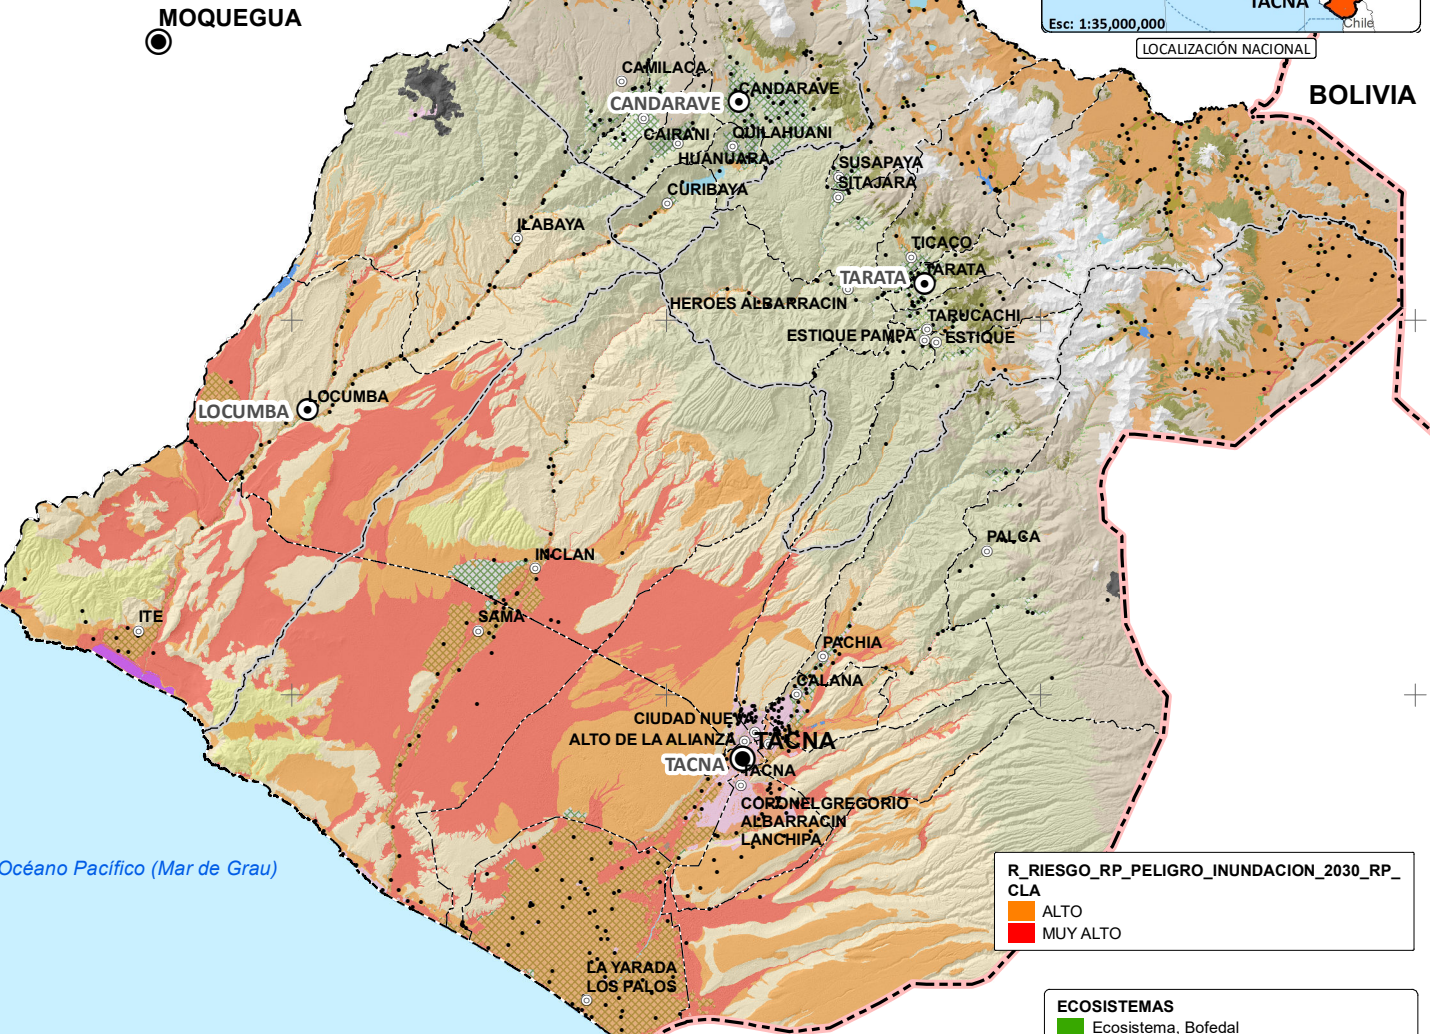 MOQUEGUA
TACNA
Chile
Esc: 1:35,000,000
LOCALIZACIÓN NACIONAL
BOLIVIA
CAMILACA
CANDARAVE
CANDARAVE
CAIRANI
QUILAHUANI
HUANUARA
SUSAPAYA
SITAJARA
CURIBAYA
ILABAYA
TICACO
TARATA
TARATA
HEROES ALBARRACIN
TARUCACHI
ESTIQUE PAMPA
ESTIQUE
LOCUMBA
LOCUMBA
INCLAN
PALCA
ITE
SAMA
PACHIA
CALANA
CIUDAD NUEVA
ALTO DE LA ALIANZA
TACNA
TACNA
TACNA
CORONEL GREGORIO
ALBARRACIN
LANCHIPA
Océano Pacífico (Mar de Grau)
LA YARADA
LOS PALOS
R_RIESGO_RP_PELIGRO_INUNDACION_2030_RP_
CLA
ALTO
MUY ALTO
ECOSISTEMAS
Ecosistema, Bofedal